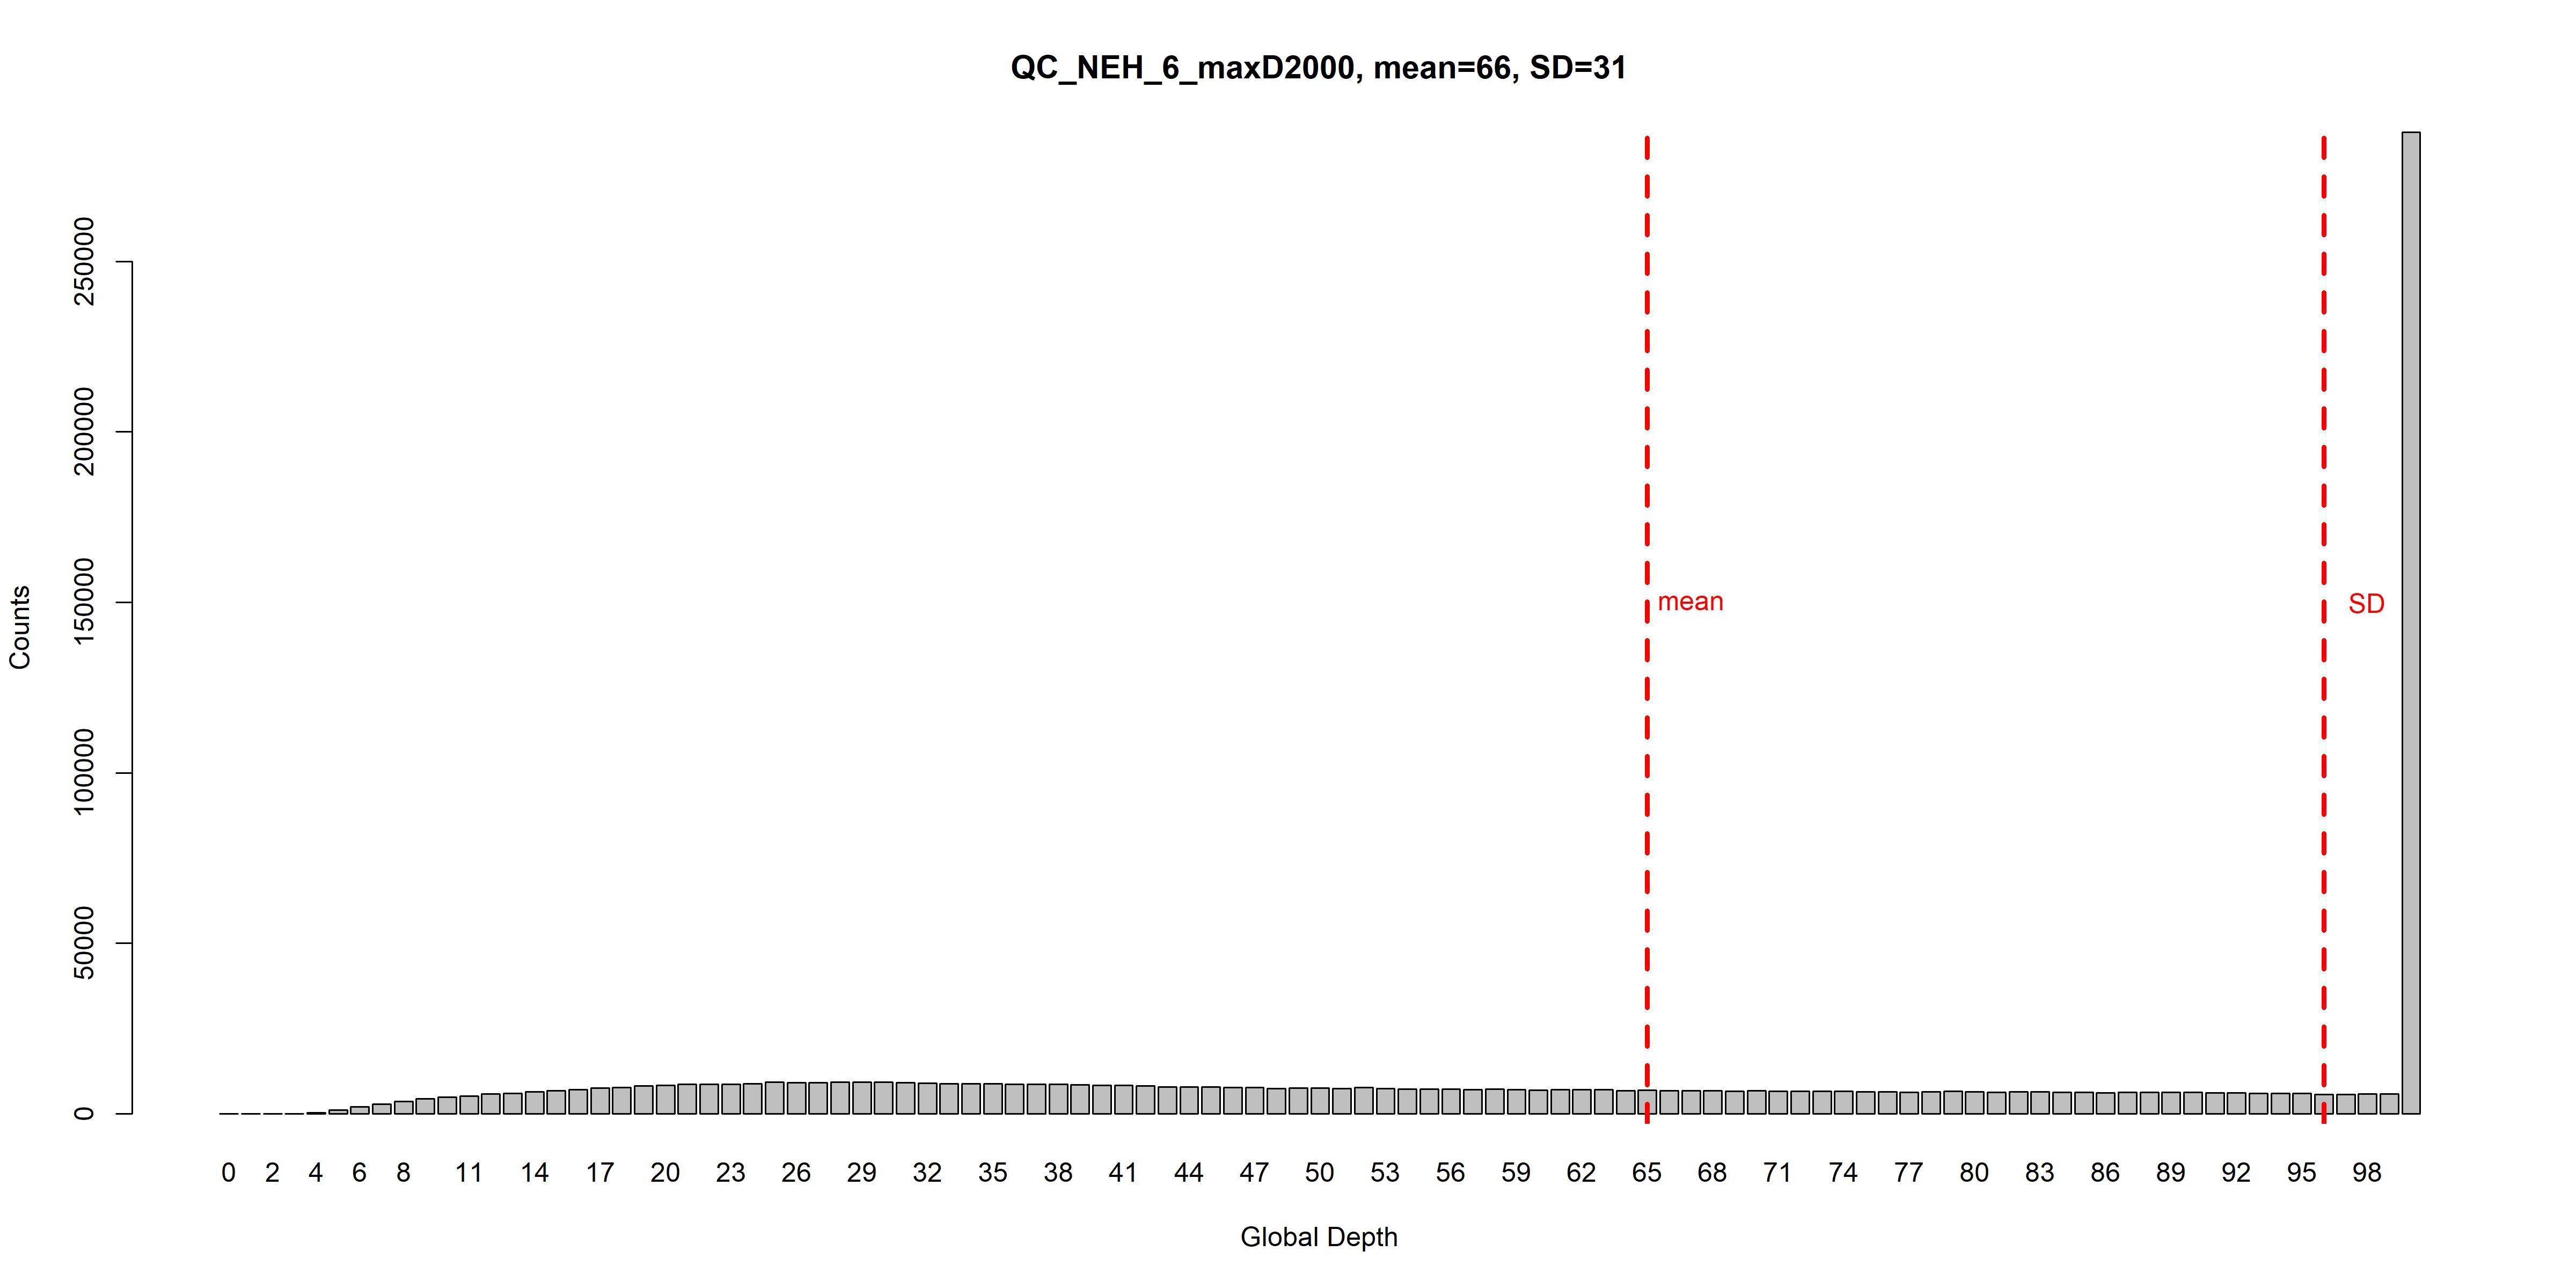 QC_NEH_6_maxD2000, mean=66, SD=31
250000
200000
150000
100000
50000
0
Counts
mean
SD
0 2 4 6 8 11 14 17 20 23 26 29 32 35 38 41 44 47 50 53 56 59 62 65 68 71 74 77 80 83 86 89 92 95 98
Global Depth